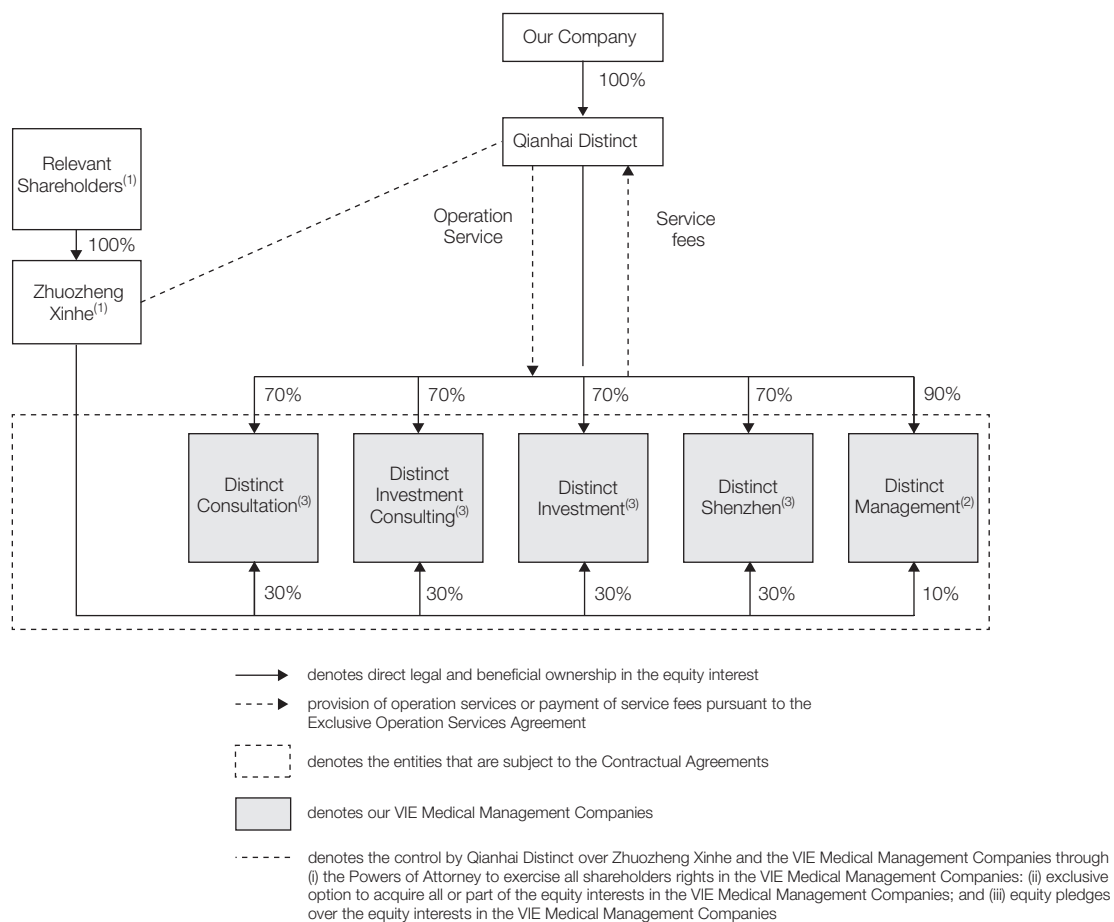 Our Company
100%
Qianhai Distinct
Relevant
Shareholders(1)
100%
Zhuozheng
Xinhe(1)
Operation
Service
Service
fees
70%
70%
70%
70%
90%
Distinct
Consultation(3)
Distinct
Investment
Consulting(3)
Distinct
Investment(3)
Distinct
Shenzhen(3)
Distinct
Management(2)
30%
30%
30%
30%
10%
denotes direct legal and beneficial ownership in the equity interest
provision of operation services or payment of service fees pursuant to the
Exclusive Operation Services Agreement
denotes the entities that are subject to the Contractual Agreements
denotes our VIE Medical Management Companies
denotes the control by Qianhai Distinct over Zhuozheng Xinhe and the VIE Medical Management Companies through
(i) the Powers of Attorney to exercise all shareholders rights in the VIE Medical Management Companies: (ii) exclusive
option to acquire all or part of the equity interests in the VIE Medical Management Companies; and (iii) equity pledges
over the equity interests in the VIE Medical Management Companies